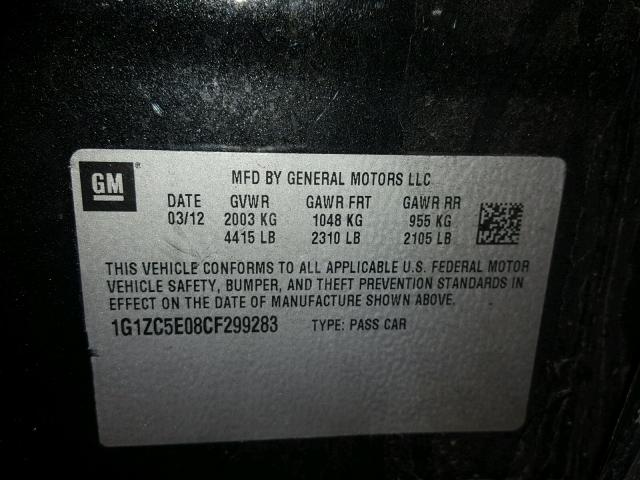 GM
MFD BY GENERAL MOTORS LLC
DATE GVWR GAWR FRT GAWR RR
03/12 2003 KG 1048 KG 955 KG
4415 LB 2310 LB 2105 LB
THIS VEHICLE CONFORMS TO ALL APPLICABLE U.S. FEDERAL MOTOR
VEHICLE SAFETY, BUMPER, AND THEFT PREVENTION STANDARDS IN
EFFECT ON THE DATE OF MANUFACTURE SHOWN ABOVE.
1G1ZC5E08CF299283 TYPE: PASS CAR